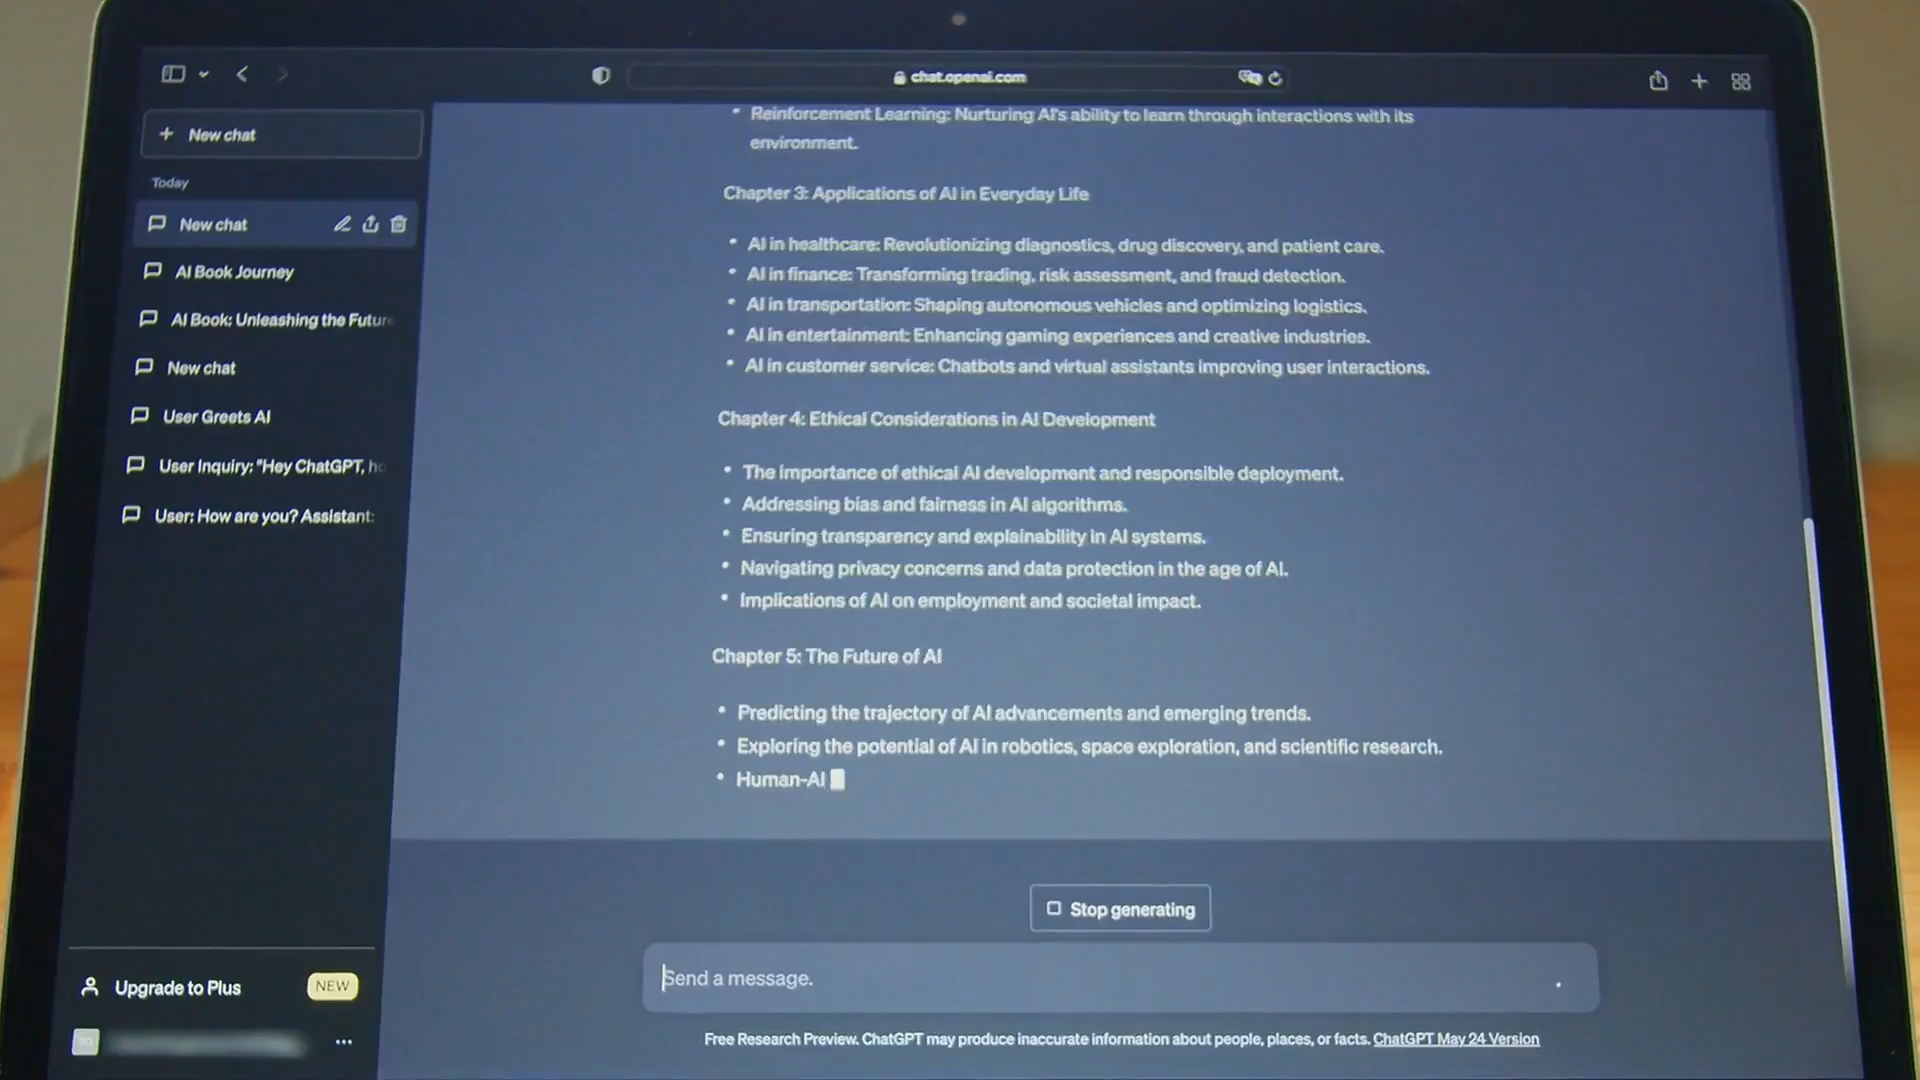 chat.openai.com
New chat
Today
New chat
AI Book Journey
AI Book: Unleashing the Future
New chat
User Greets AI
User Inquiry: "Hey ChatGPT, ho
User: How are you? Assistant:
Upgrade to Plus NEW
Reinforcement Learning: Nurturing AI's ability to learn through interactions with its
environment.
Chapter 3: Applications of AI in Everyday Life
• AI in healthcare: Revolutionizing diagnostics, drug discovery, and patient care.
• AI in finance: Transforming trading, risk assessment, and fraud detection.
• AI in transportation: Shaping autonomous vehicles and optimizing logistics.
• AI in entertainment: Enhancing gaming experiences and creative industries.
• AI in customer service: Chatbots and virtual assistants improving user interactions.
Chapter 4: Ethical Considerations in AI Development
• The importance of ethical AI development and responsible deployment.
• Addressing bias and fairness in AI algorithms.
• Ensuring transparency and explainability in AI systems.
• Navigating privacy concerns and data protection in the age of AI.
• Implications of AI on employment and societal impact.
Chapter 5: The Future of AI
• Predicting the trajectory of AI advancements and emerging trends.
• Exploring the potential of AI in robotics, space exploration, and scientific research.
• Human-AI
Stop generating
Send a message.
Free Research Preview. ChatGPT may produce inaccurate information about people, places, or facts. ChatGPT May 24 Version